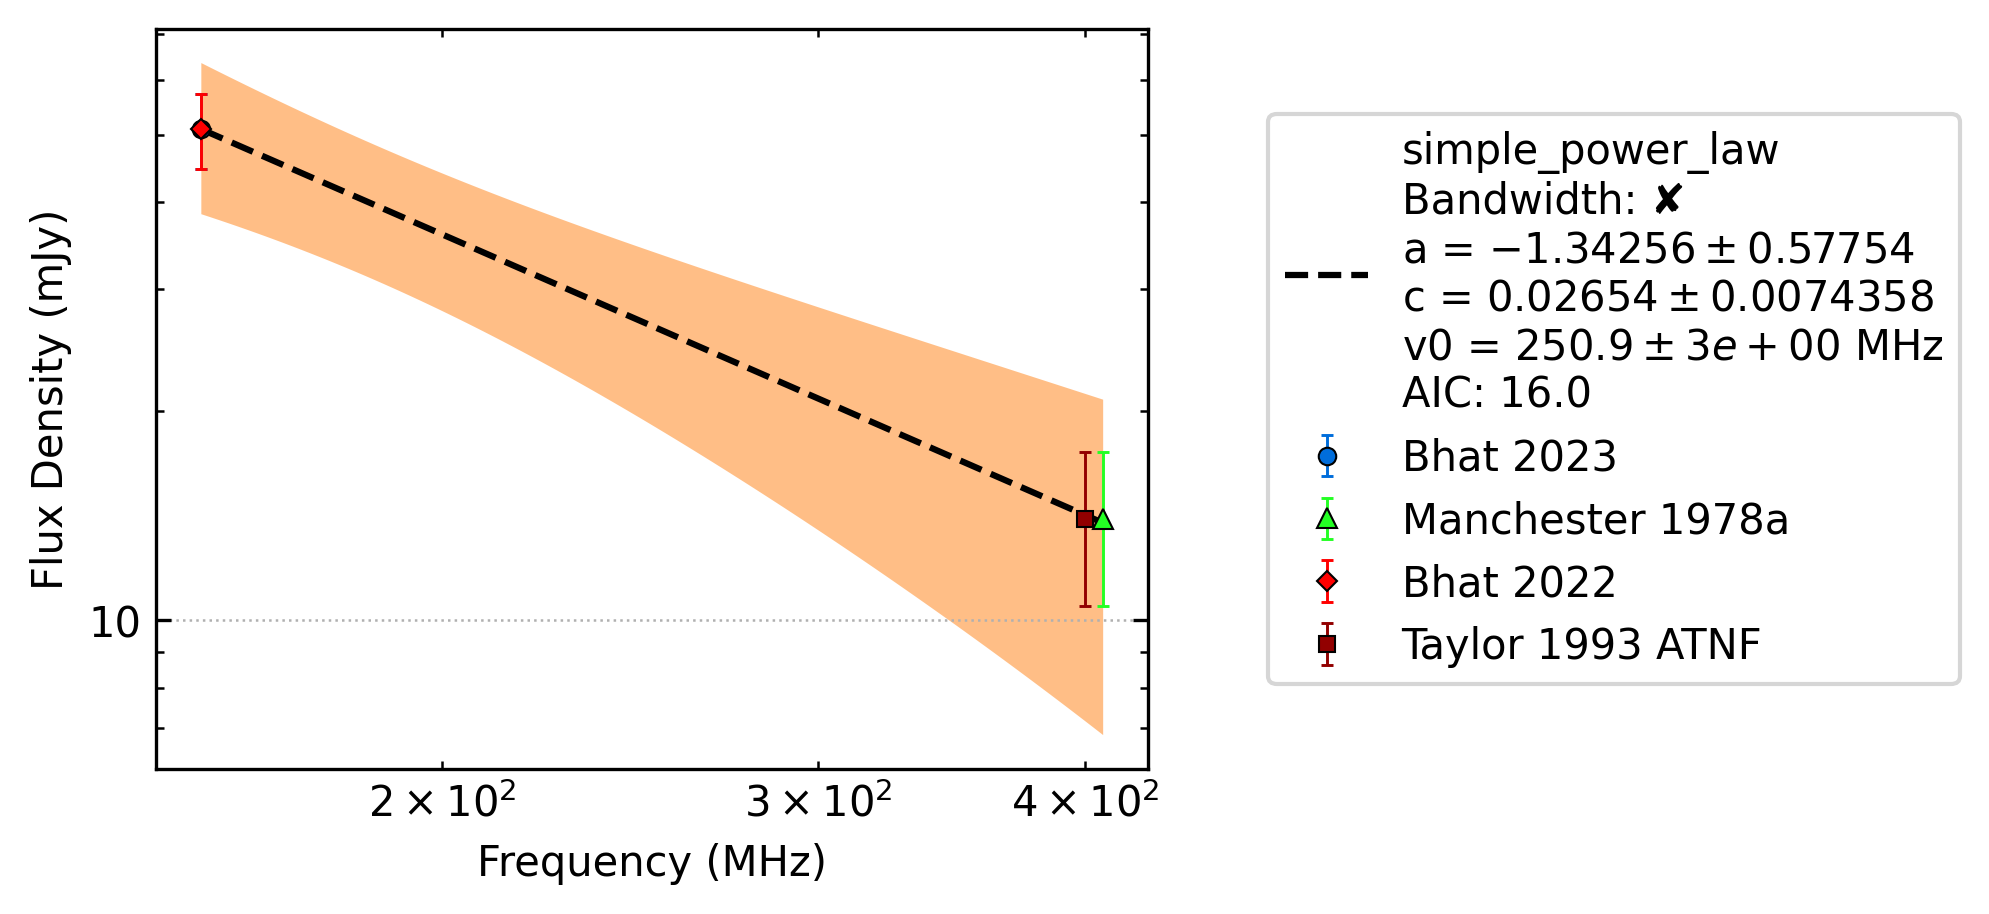 Flux Density (mJy)
10
2 × 10²
3 × 10²
4 × 10²
Frequency (MHz)
simple_power_law
Bandwidth: ✘
a = −1.34256 ± 0.57754
c = 0.02654 ± 0.0074358
v0 = 250.9 ± 3e + 00 MHz
AIC: 16.0
Bhat 2023
Manchester 1978a
Bhat 2022
Taylor 1993 ATNF